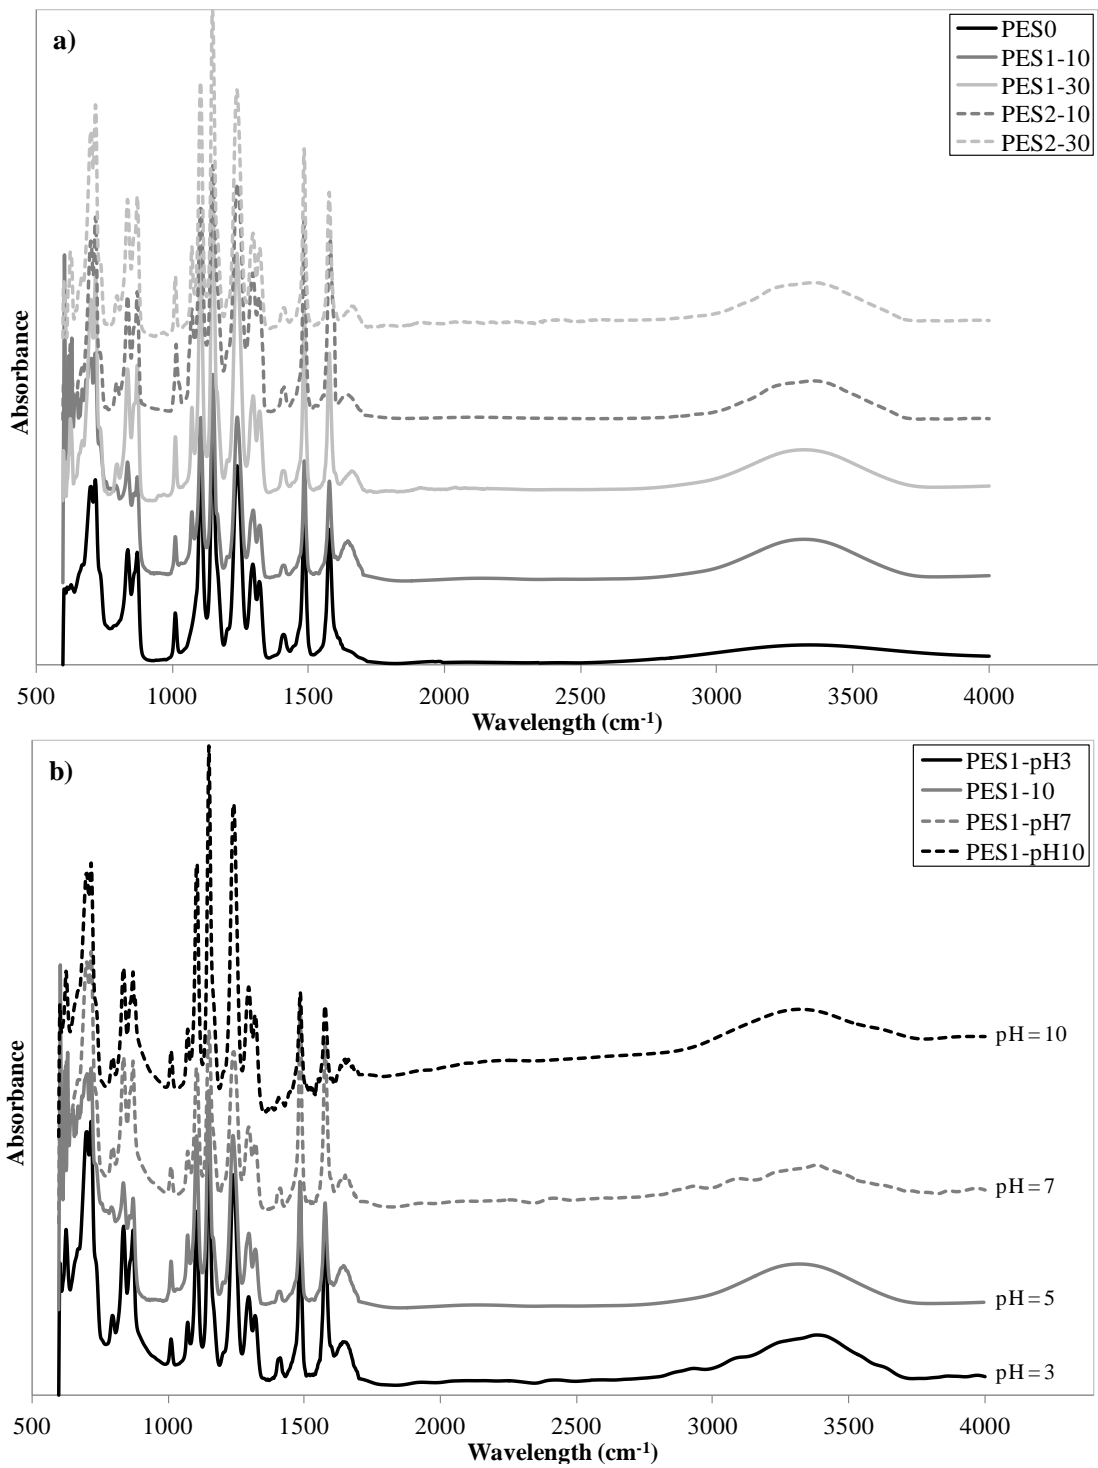 a)
PES0
PES1-10
PES1-30
PES2-10
PES2-30
Absorbance
500 1000 1500 2000 2500 3000 3500 4000
Wavelength (cm-1)
b)
PES1-pH3
PES1-10
PES1-pH7
PES1-pH10
Absorbance
pH = 10
pH = 7
pH = 5
pH = 3
500 1000 1500 2000 2500 3000 3500 4000
Wavelength (cm-1)